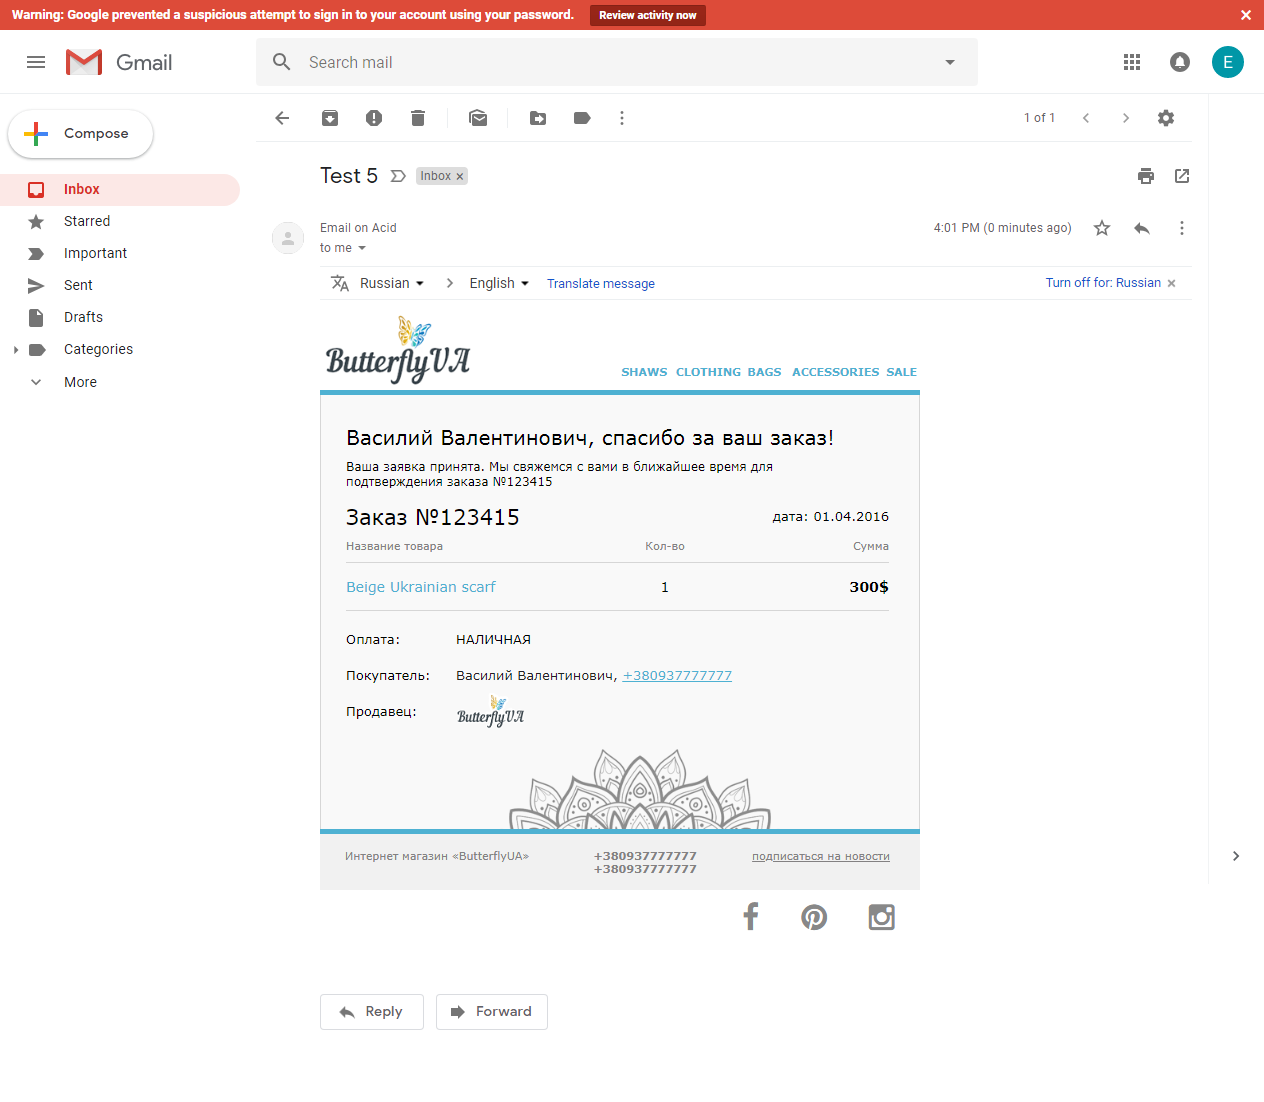 Warning: Google prevented a suspicious attempt to sign in to your account using your password. Review activity now
Gmail
Search mail
E
Compose
1 of 1
Inbox
Starred
Important
Sent
Drafts
Categories
More
Test 5 Inbox
Email on Acid
4:01 PM (0 minutes ago)
to me
Russian English Translate message Turn off for: Russian
ButterflyUA
SHAWS CLOTHING BAGS ACCESSORIES SALE
Василий Валентинович, спасибо за ваш заказ!
Ваша заявка принята. Мы свяжемся с вами в ближайшее время для
подтверждения заказа №123415
Заказ №123415 дата: 01.04.2016
Название товара Кол-во Сумма
Beige Ukrainian scarf 1 300$
Оплата: НАЛИЧНАЯ
Покупатель: Василий Валентинович, +380937777777
Продавец: ButterflyUA
Интернет магазин «ButterflyUA» +380937777777 подписаться на новости
+380937777777
Reply Forward